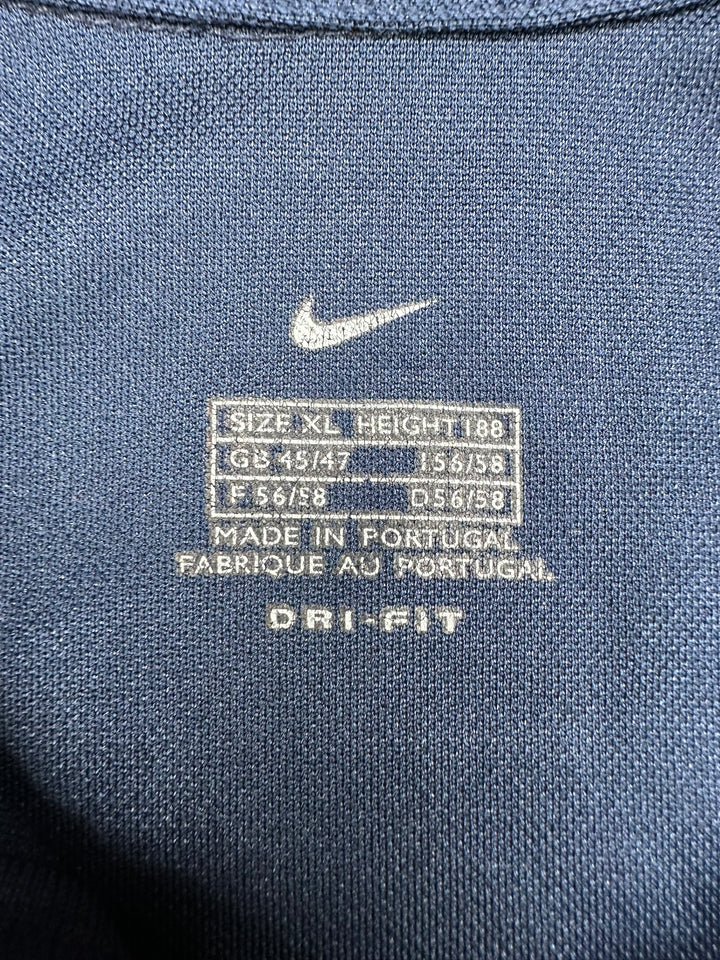 SIZE XL HEIGHT 188
GB 45/47 I 56/58
F 56/58 D 56/58
MADE IN PORTUGAL
FABRIQUE AU PORTUGAL
DRI-FIT